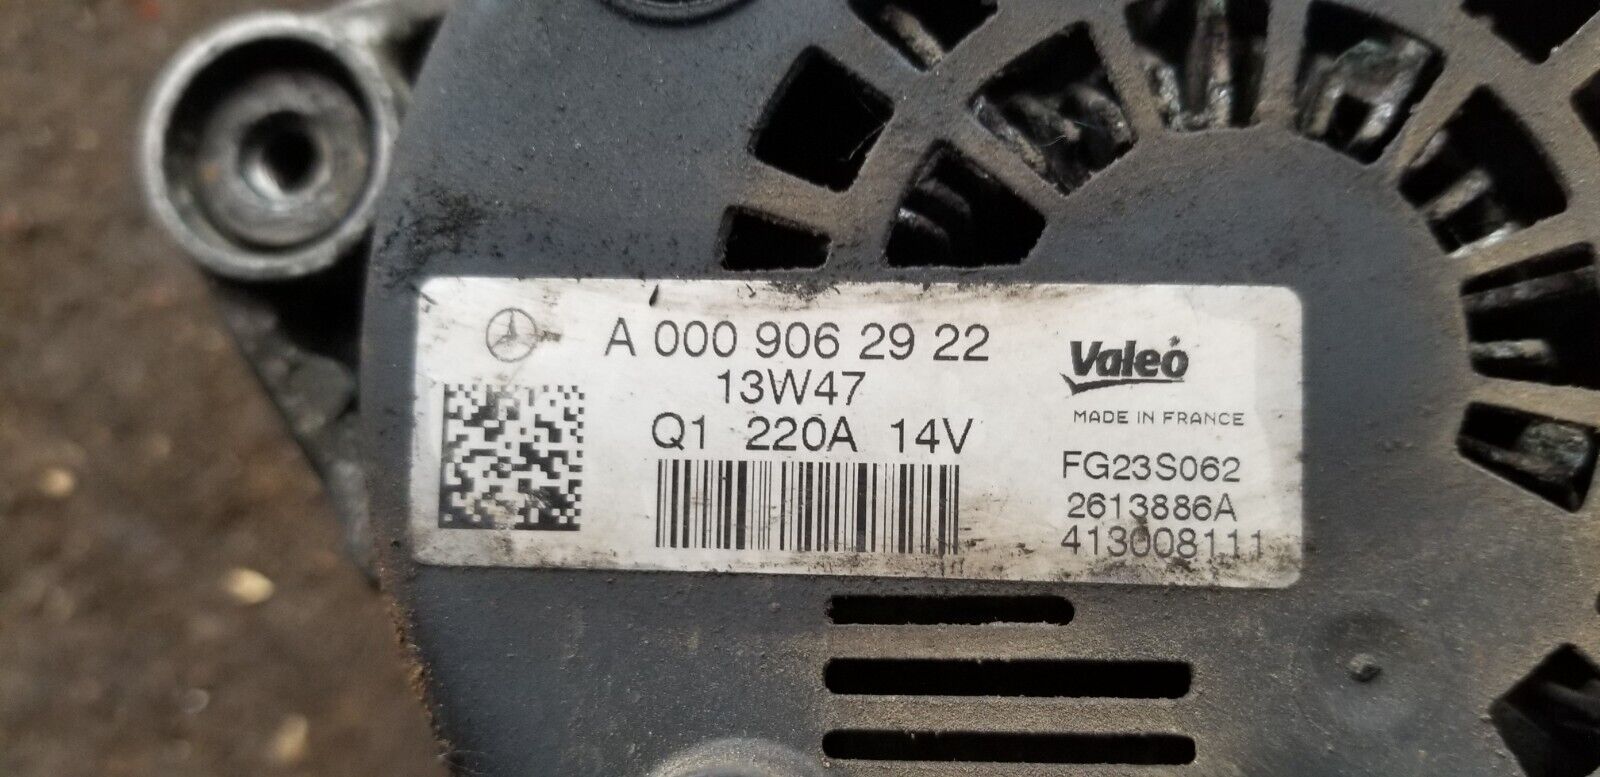 A 000 906 29 22
13W47
Q1 220A 14V
Valeo
MADE IN FRANCE
FG23S062
2613886A
413008111